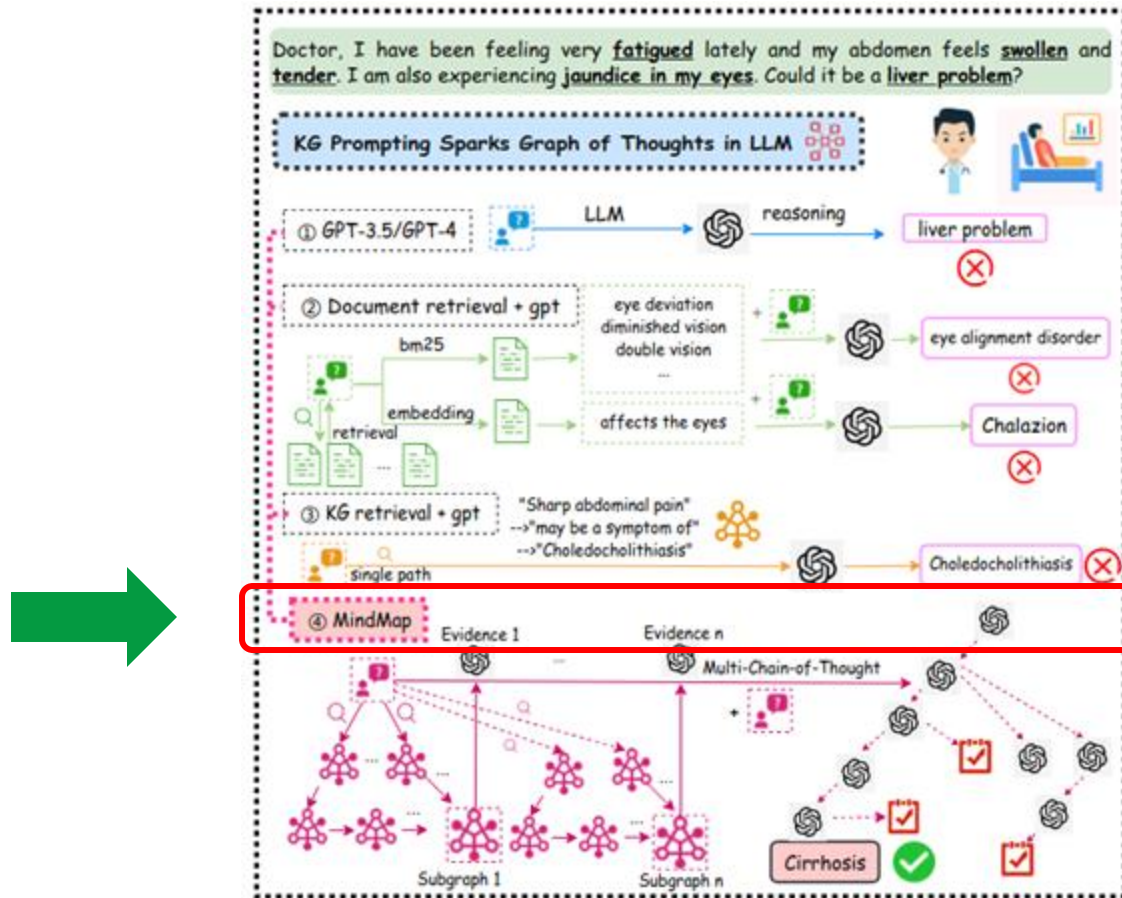 Doctor, I have been feeling very fatigued lately and my abdomen feels swollen and
tender. I am also experiencing jaundice in my eyes. Could it be a liver problem?
KG Prompting Sparks Graph of Thoughts in LLM
① GPT-3.5/GPT-4
LLM
reasoning
liver problem
② Document retrieval + gpt
bm25
embedding
retrieval
...
eye deviation
diminished vision
double vision
...
+
eye alignment disorder
affects the eyes
+
Chalazion
③ KG retrieval + gpt
"Sharp abdominal pain"
-->"may be a symptom of"
-->"Choledocholithiasis"
single path
Choledocholithiasis
④ MindMap
Evidence 1
...
Evidence n
Multi-Chain-of-Thought
+
...
...
...
...
...
...
Subgraph 1
Subgraph n
Cirrhosis